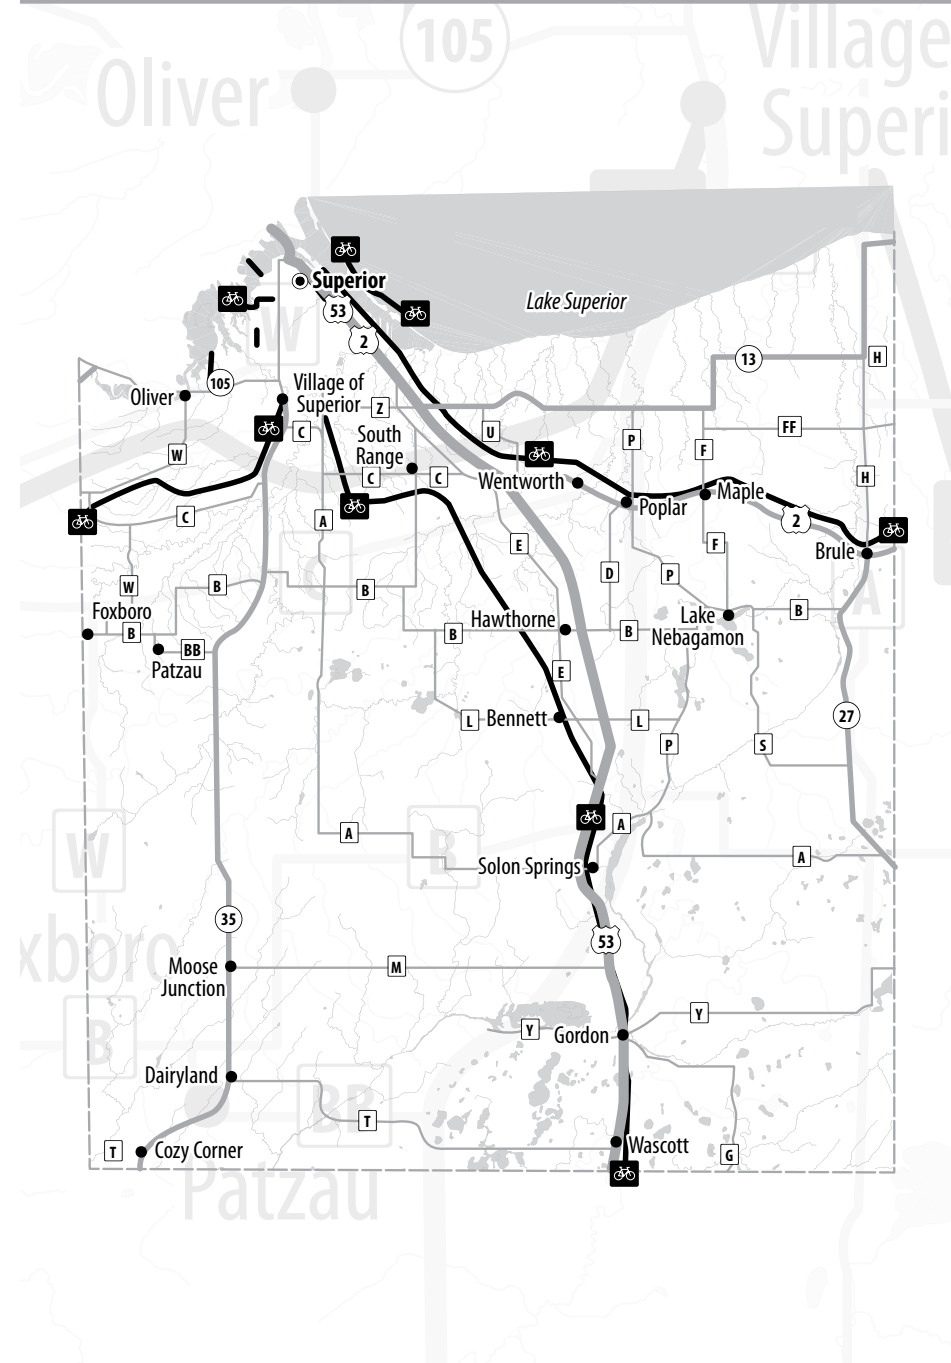 105
Village
Oliver
Superi
Superior
53
Lake Superior
W
2
13
H
105
Oliver
Village of
Superior
Z
C
U
P
F
FF
South
Range
W
C
C
Wentworth
H
Maple
Poplar
C
A
2
E
F
Brule
A
C
W
B
B
D
P
Foxboro
B
B
Hawthorne
B
Lake
Nebagamon
B
BB
Patzau
E
L
Bennett
L
27
P
S
W
B
A
A
A
Solon Springs
35
53
xboro
Moose
Junction
M
B
Y
Y
Gordon
Dairyland
BB
T
T
Cozy Corner
Wascott
G
Patzau